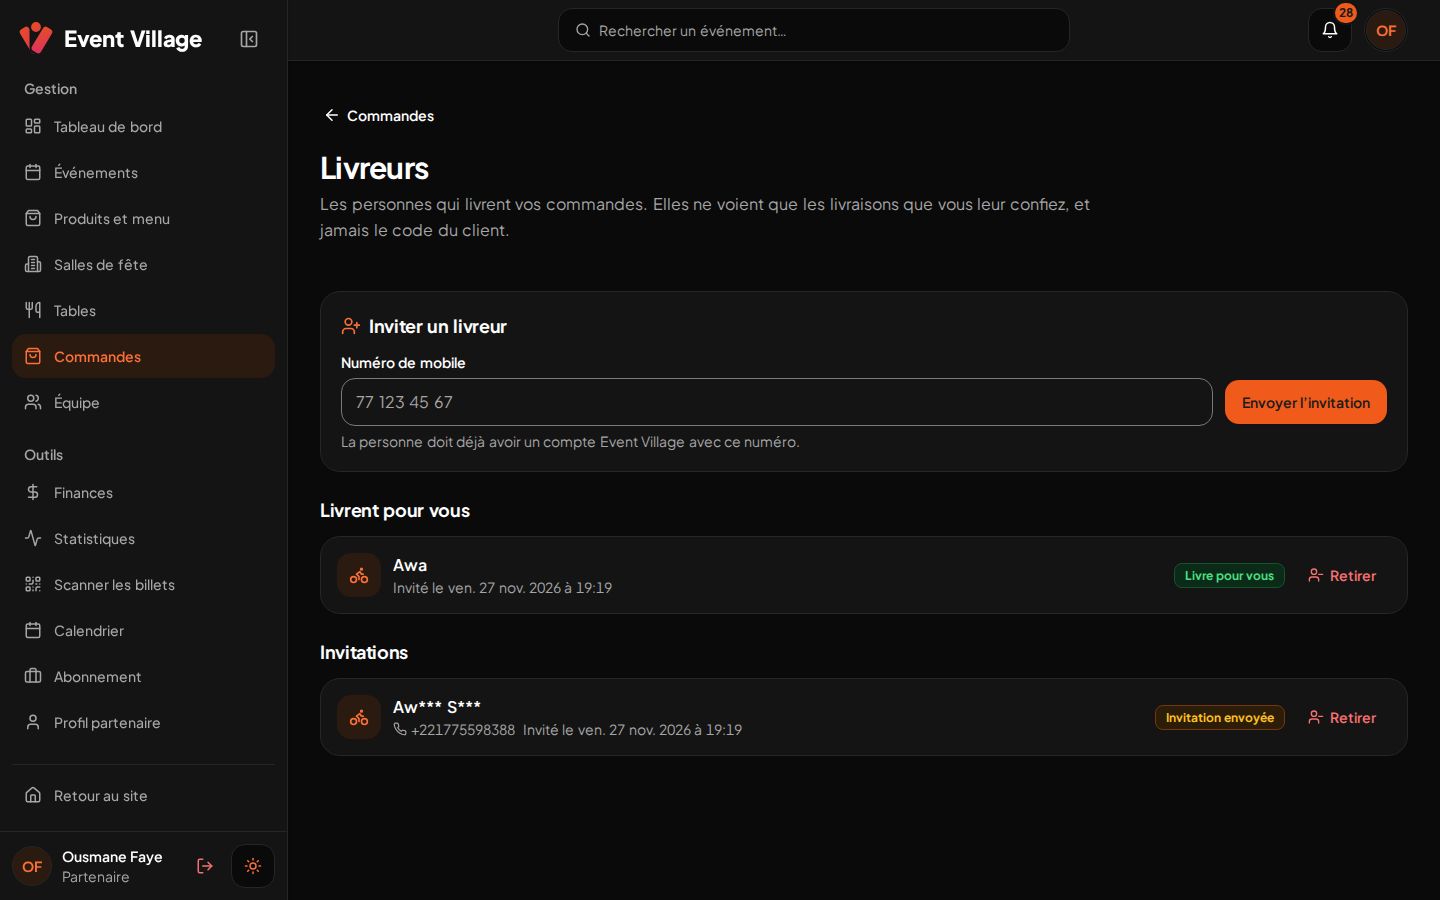 Event Village
Rechercher un événement...
28
OF
Gestion
Tableau de bord
Événements
Produits et menu
Salles de fête
Tables
Commandes
Équipe
Outils
Finances
Statistiques
Scanner les billets
Calendrier
Abonnement
Profil partenaire
Retour au site
OF
Ousmane Faye
Partenaire
Commandes
Livreurs
Les personnes qui livrent vos commandes. Elles ne voient que les livraisons que vous leur confiez, et
jamais le code du client.
Inviter un livreur
Numéro de mobile
77 123 45 67
Envoyer l'invitation
La personne doit déjà avoir un compte Event Village avec ce numéro.
Livrent pour vous
Awa
Invité le ven. 27 nov. 2026 à 19:19
Livre pour vous
Retirer
Invitations
Aw*** S***
+221775598388 Invité le ven. 27 nov. 2026 à 19:19
Invitation envoyée
Retirer